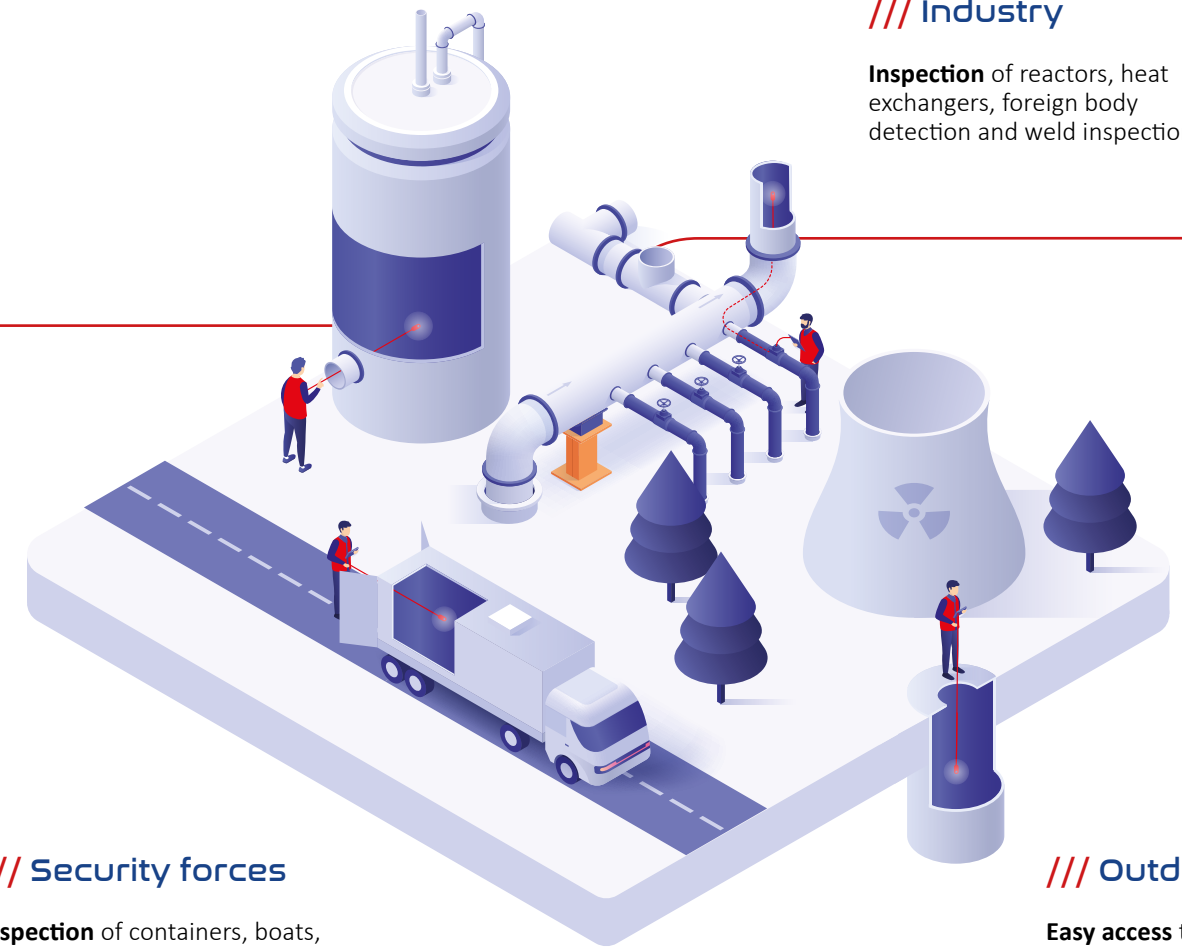 /// Industry
Inspection of reactors, heat
exchangers, foreign body
detection and weld inspectio
// Security forces
spection of containers, boats,
/// Outd
Easy access t